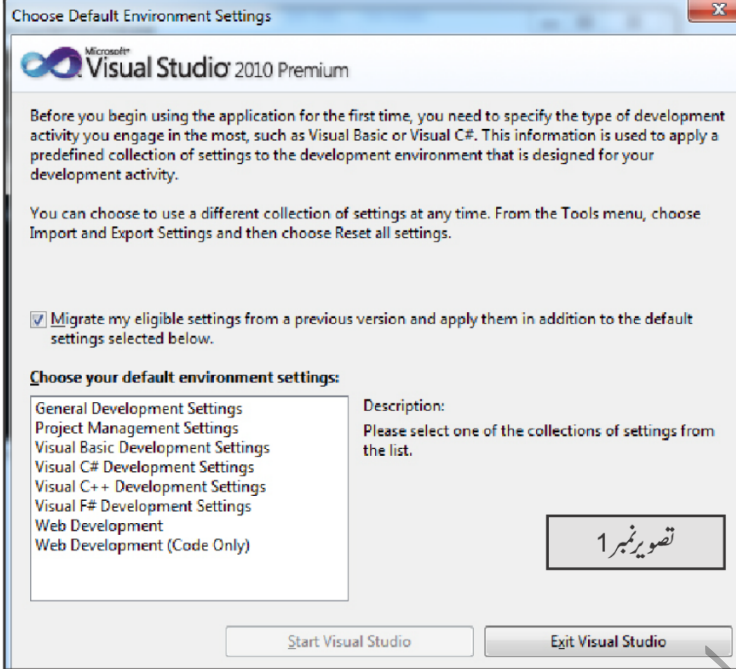 Choose Default Environment Settings
x
Microsoft
Visual Studio 2010 Premium
Before you begin using the application for the first time, you need to specify the type of development
activity you engage in the most, such as Visual Basic or Visual C#. This information is used to apply a
predefined collection of settings to the development environment that is designed for your
development activity.
You can choose to use a different collection of settings at any time. From the Tools menu, choose
Import and Export Settings and then choose Reset all settings.
Migrate my eligible settings from a previous version and apply them in addition to the default
settings selected below.
Choose your default environment settings:
General Development Settings
Project Management Settings
Visual Basic Development Settings
Visual C# Development Settings
Visual C++ Development Settings
Visual F# Development Settings
Web Development
Web Development (Code Only)
Description:
Please select one of the collections of settings from
the list.
تصویر نمبر 1
Start Visual Studio
Exit Visual Studio